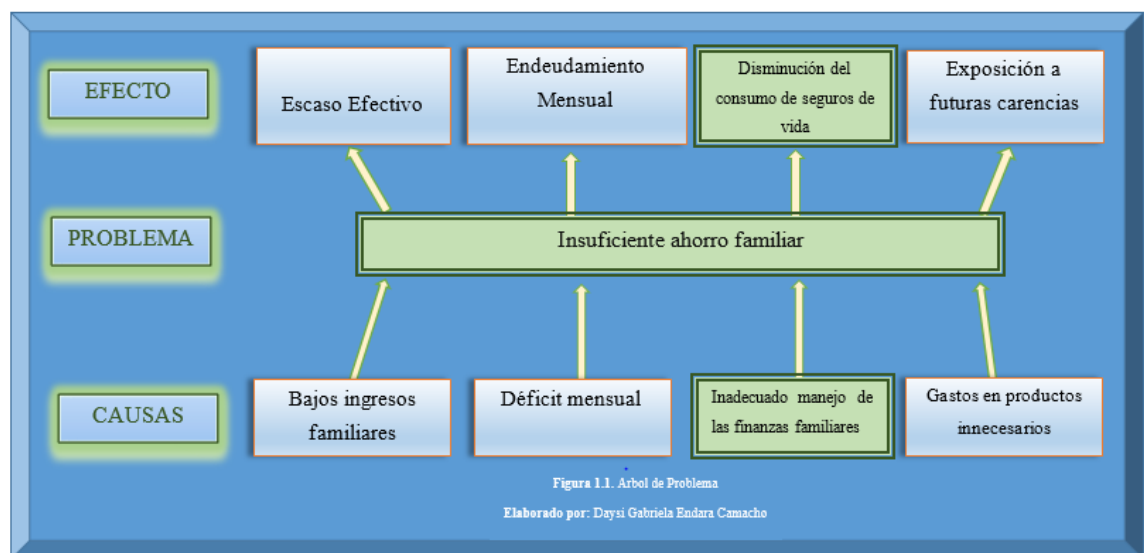 EFECTO
Escaso Efectivo
Endeudamiento
Mensual
Disminución del
consumo de seguros de
vida
Exposición a
futuras carencias
PROBLEMA
Insuficiente ahorro familiar
CAUSAS
Bajos ingresos
familiares
Déficit mensual
Inadecuado manejo de
las finanzas familiares
Gastos en productos
innecesarios
Figura 1.1. Arbol de Problema
Elaborado por: Daysi Gabriela Endara Camacho